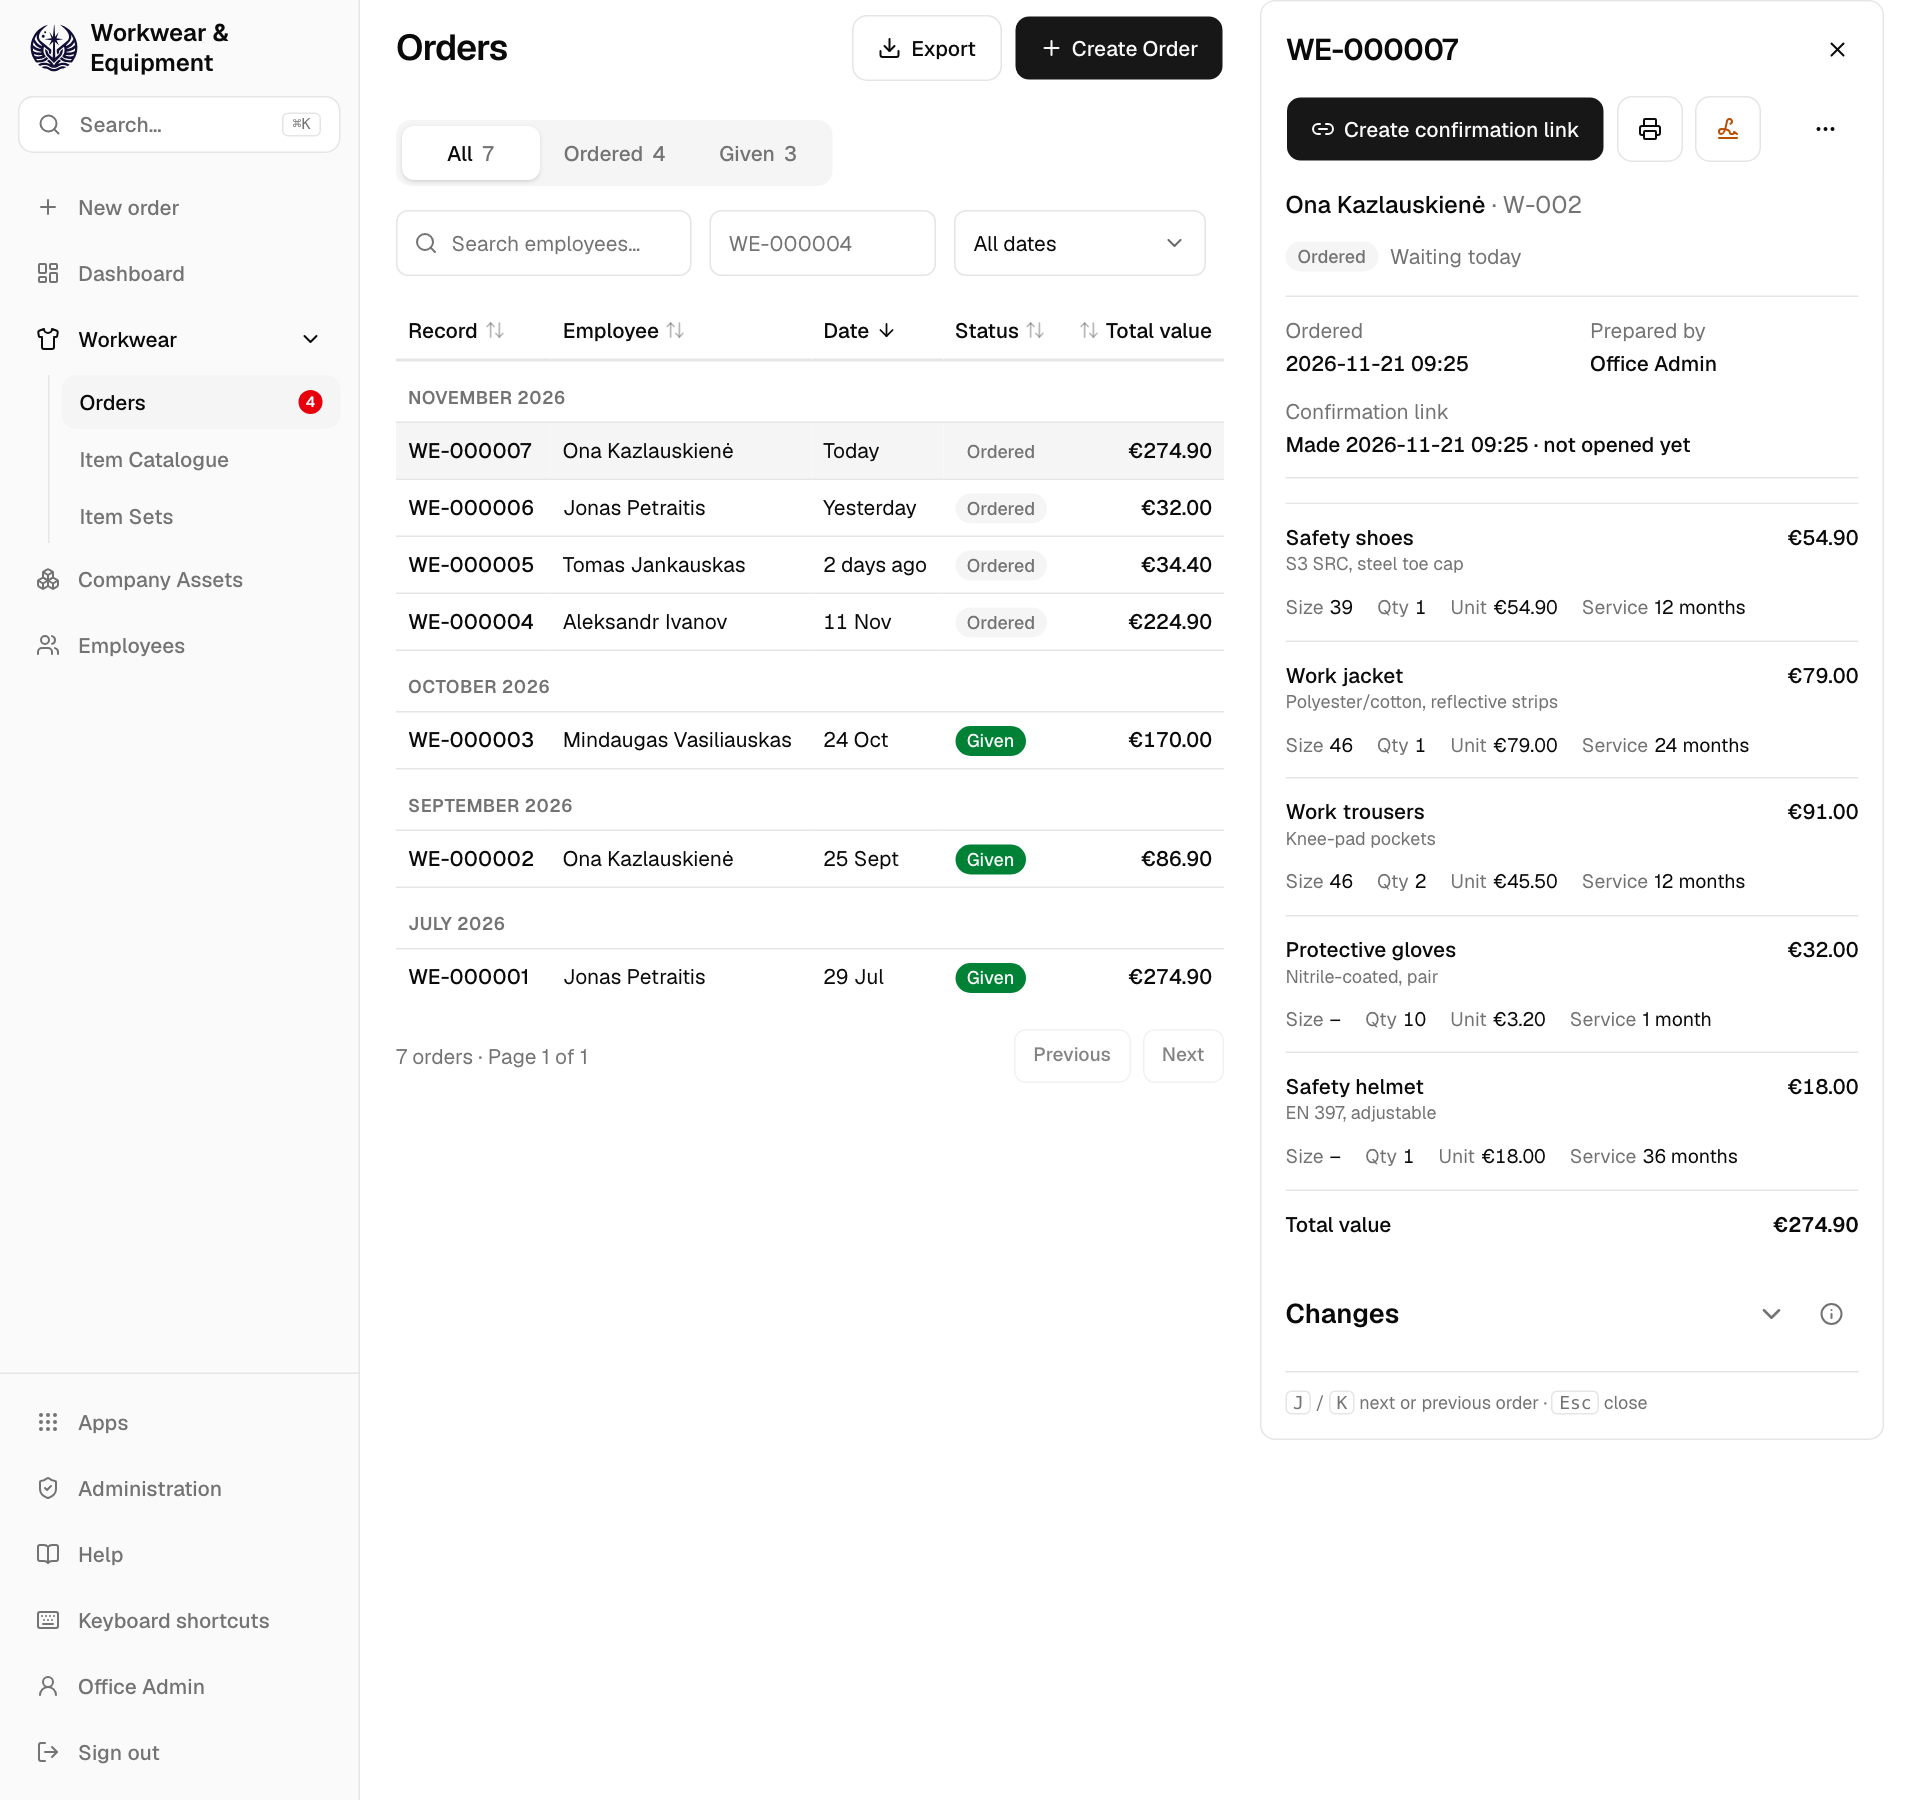 Workwear &
Equipment
Search... ⌘K
New order
Dashboard
Workwear
Orders 4
Item Catalogue
Item Sets
Company Assets
Employees
Apps
Administration
Help
Keyboard shortcuts
Office Admin
Sign out
Orders
Export
Create Order
All 7 Ordered 4 Given 3
Search employees... WE-000004 All dates
Record Employee Date Status Total value
NOVEMBER 2026
WE-000007 Ona Kazlauskienė Today Ordered €274.90
WE-000006 Jonas Petraitis Yesterday Ordered €32.00
WE-000005 Tomas Jankauskas 2 days ago Ordered €34.40
WE-000004 Aleksandr Ivanov 11 Nov Ordered €224.90
OCTOBER 2026
WE-000003 Mindaugas Vasiliauskas 24 Oct Given €170.00
SEPTEMBER 2026
WE-000002 Ona Kazlauskienė 25 Sept Given €86.90
JULY 2026
WE-000001 Jonas Petraitis 29 Jul Given €274.90
7 orders · Page 1 of 1 Previous Next
WE-000007
Create confirmation link
Ona Kazlauskienė · W-002
Ordered Waiting today
Ordered Prepared by
2026-11-21 09:25 Office Admin
Confirmation link
Made 2026-11-21 09:25 · not opened yet
Safety shoes €54.90
S3 SRC, steel toe cap
Size 39 Qty 1 Unit €54.90 Service 12 months
Work jacket €79.00
Polyester/cotton, reflective strips
Size 46 Qty 1 Unit €79.00 Service 24 months
Work trousers €91.00
Knee-pad pockets
Size 46 Qty 2 Unit €45.50 Service 12 months
Protective gloves €32.00
Nitrile-coated, pair
Size – Qty 10 Unit €3.20 Service 1 month
Safety helmet €18.00
EN 397, adjustable
Size – Qty 1 Unit €18.00 Service 36 months
Total value €274.90
Changes
J / K next or previous order · Esc close